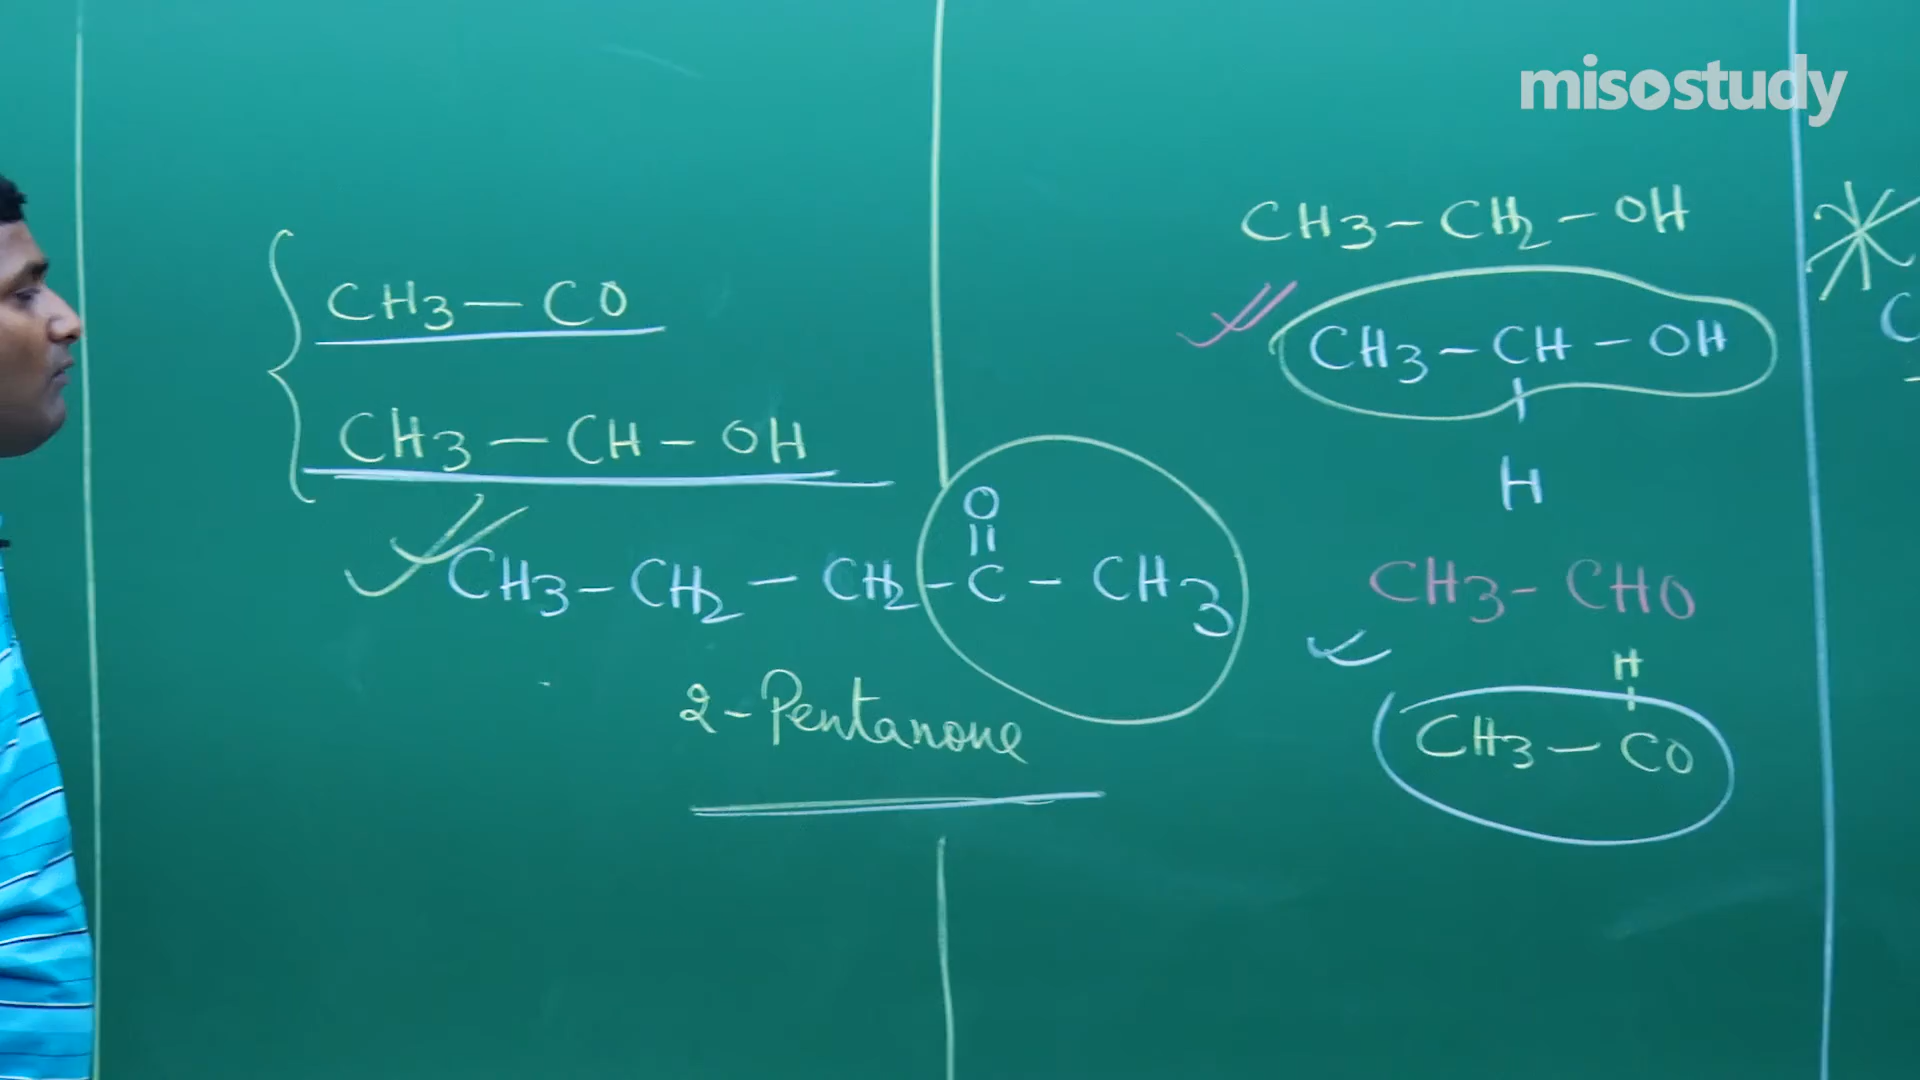 misostudy
CH3 — CO
CH3 — CH — OH
O
CH3 — CH2 — CH2 — C — CH3
2-Pentanone
CH3 — CH2 — OH
CH3 — CH — OH
H
CH3 — CHO
H
CH3 — CO